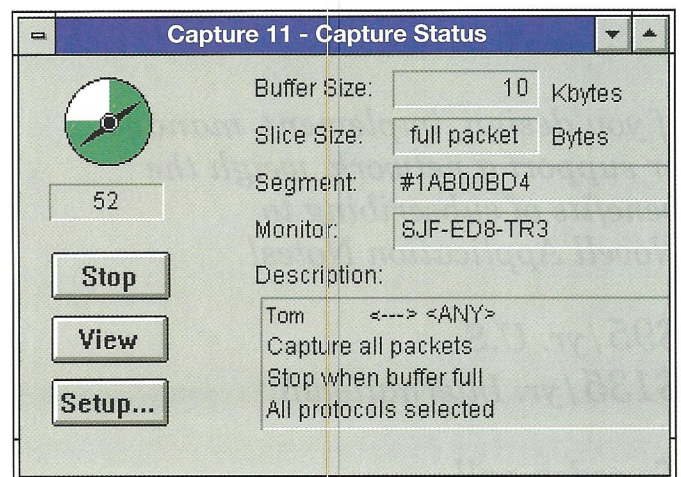 Capture 11 - Capture Status
Buffer Size: 10 Kbytes
Slice Size: full packet Bytes
Segment: #1AB00BD4
52
Monitor: SJF-ED8-TR3
Stop
Description:
Tom <---> <ANY>
View
Capture all packets
Stop when buffer full
Setup...
All protocols selected